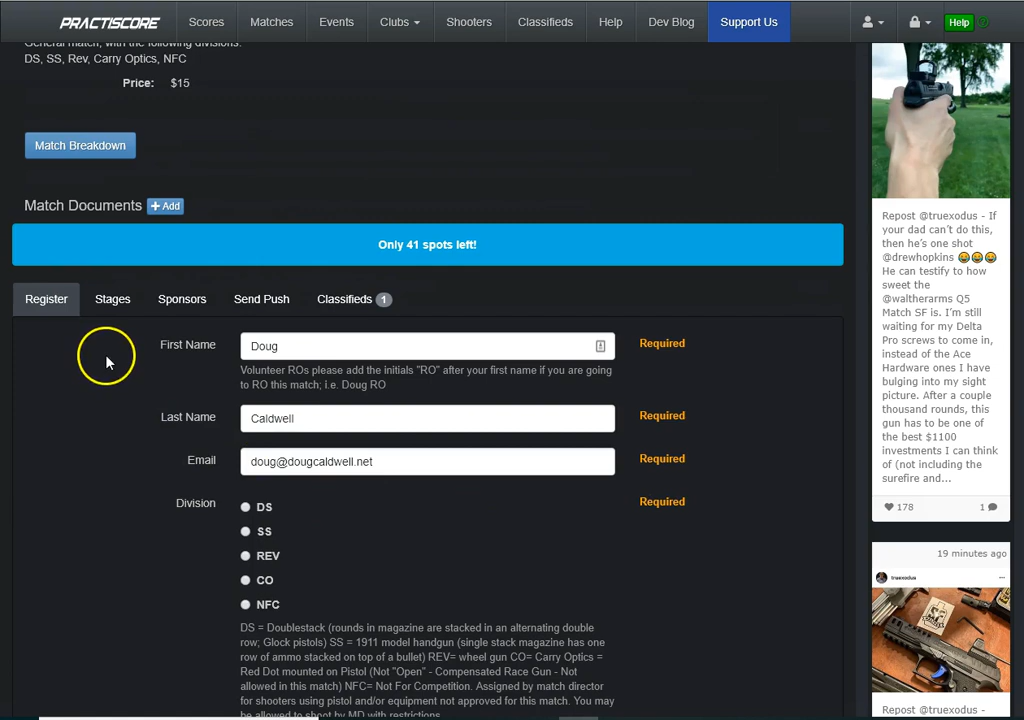 PRACTISCORE Scores Matches Events Clubs Shooters Classifieds Help Dev Blog Support Us Help
General match, with the following divisions:
DS, SS, Rev, Carry Optics, NFC
Price: $15
Match Breakdown
Match Documents + Add
Only 41 spots left!
Register Stages Sponsors Send Push Classifieds 1
First Name Doug Required
Volunteer ROs please add the initials "RO" after your first name if you are going
to RO this match; i.e. Doug RO
Last Name Caldwell Required
Email doug@dougcaldwell.net Required
Division DS Required
SS
REV
CO
NFC
DS = Doublestack (rounds in magazine are stacked in an alternating double
row; Glock pistols) SS = 1911 model handgun (single stack magazine has one
row of ammo stacked on top of a bullet) REV= wheel gun CO= Carry Optics =
Red Dot mounted on Pistol (Not "Open" - Compensated Race Gun - Not
allowed in this match) NFC= Not For Competition. Assigned by match director
for shooters using pistol and/or equipment not approved for this match. You may
be allowed to shoot by MD with restrictions
Repost @truexodus - If
your dad can't do this,
then he's one shot
@drewhopkins 😂😂😂
He can testify to how
sweet the
@waltherarms Q5
Match SF is. I'm still
waiting for my Delta
Pro screws to come in,
instead of the Ace
Hardware ones I have
bulging into my sight
picture. After a couple
thousand rounds, this
gun has to be one of
the best $1100
investments I can think
of (not including the
surefire and...
178 1
19 minutes ago
truexodus
Repost @truexodus -